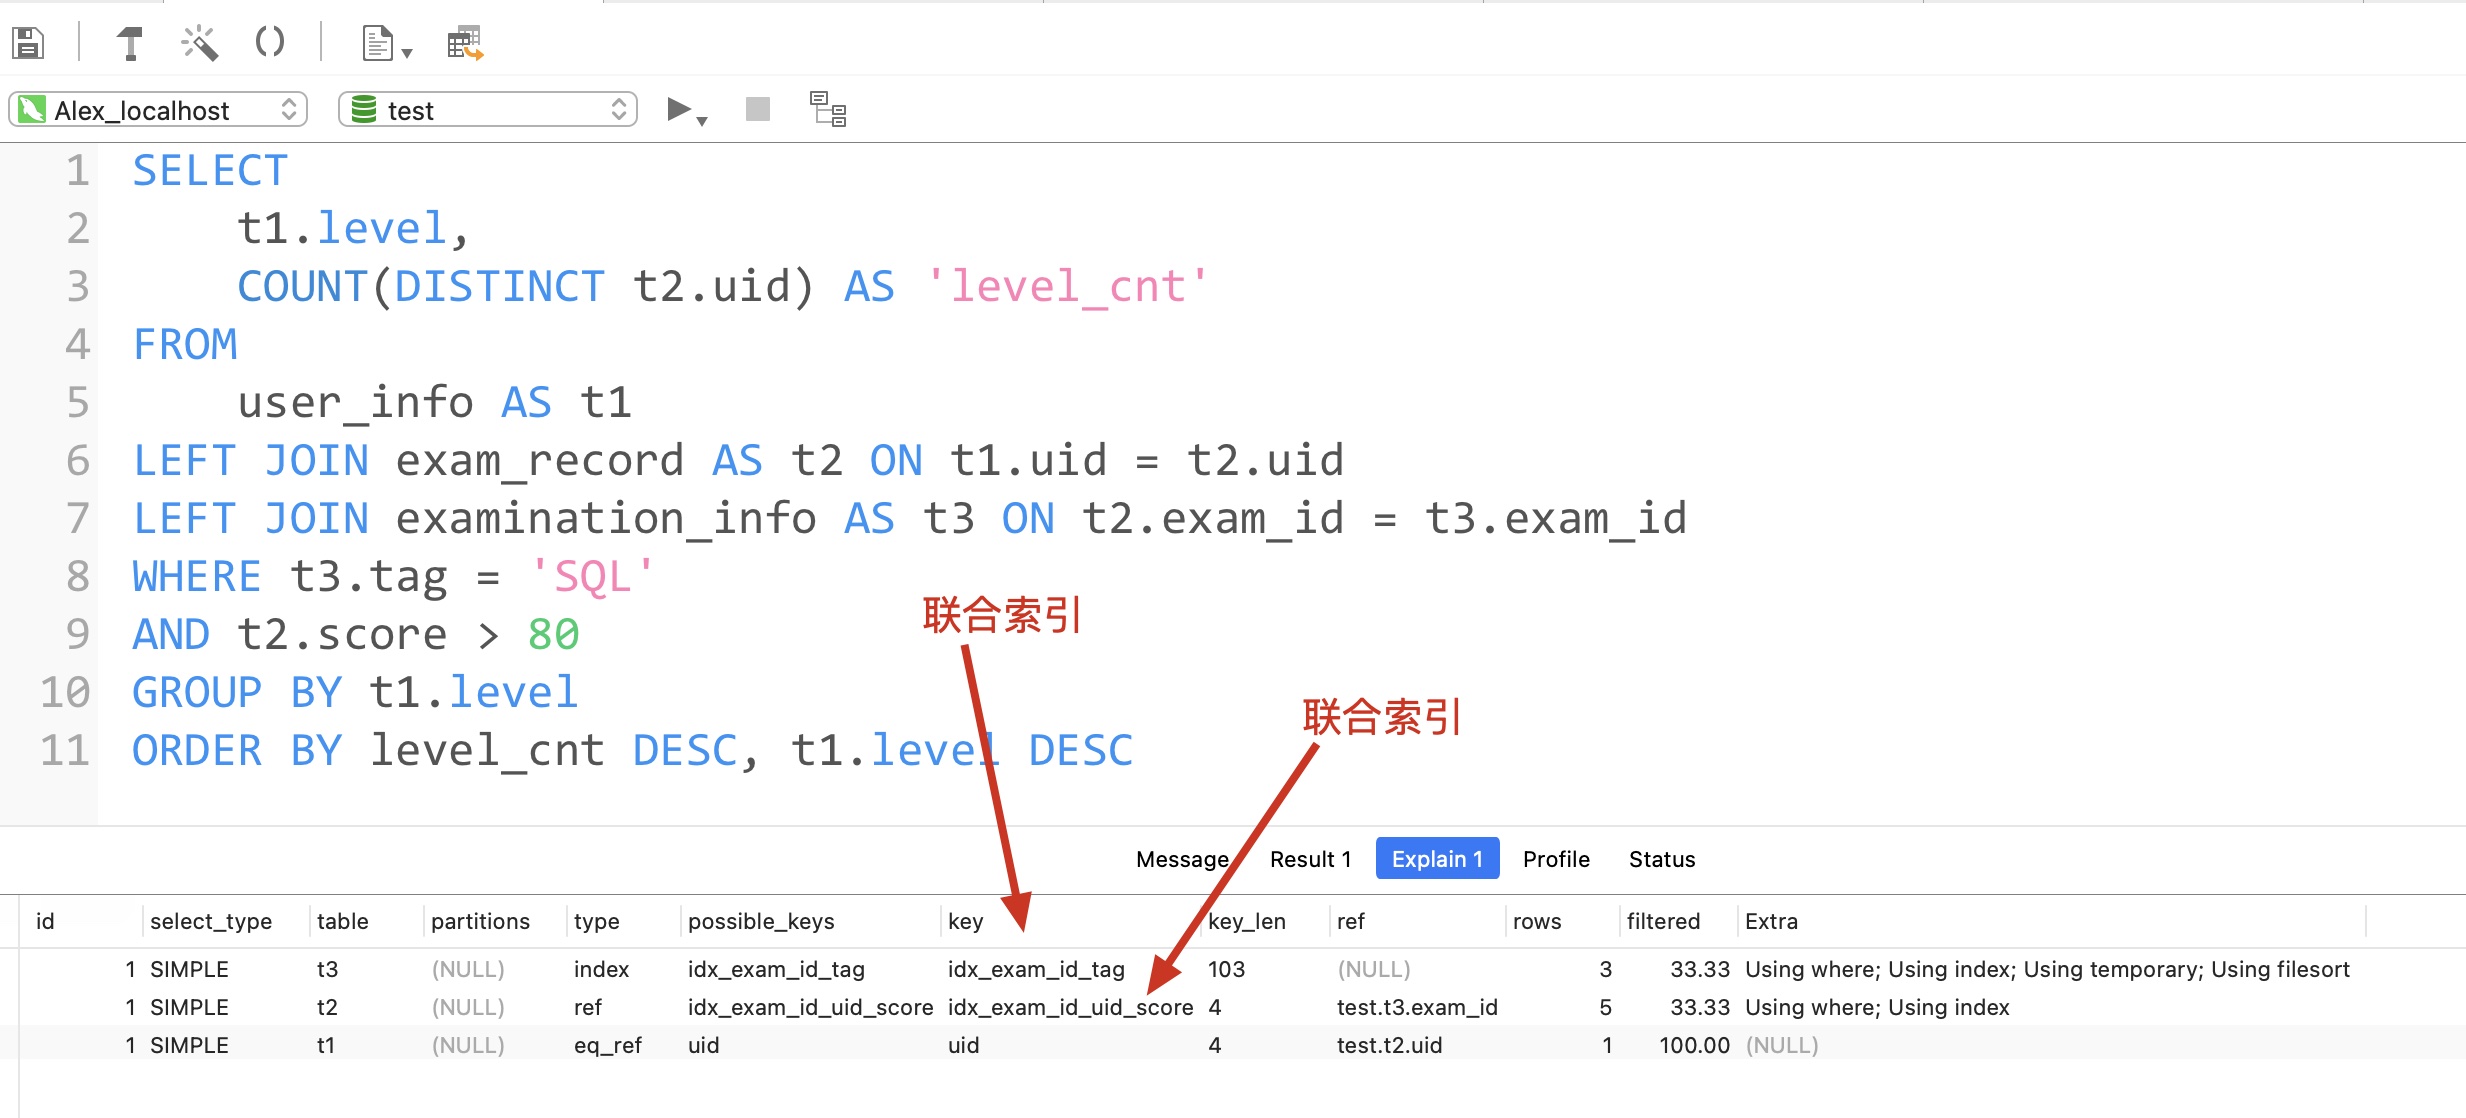 Alex_localhost test
1 SELECT
2 t1.level,
3 COUNT(DISTINCT t2.uid) AS 'level_cnt'
4 FROM
5 user_info AS t1
6 LEFT JOIN exam_record AS t2 ON t1.uid = t2.uid
7 LEFT JOIN examination_info AS t3 ON t2.exam_id = t3.exam_id
8 WHERE t3.tag = 'SQL'
联合索引
9 AND t2.score > 80
10 GROUP BY t1.level
联合索引
11 ORDER BY level_cnt DESC, t1.level DESC
Message Result 1 Explain 1 Profile Status
id select_type table partitions type possible_keys key key_len ref rows filtered Extra
1 SIMPLE t3 (NULL) index idx_exam_id_tag idx_exam_id_tag 103 (NULL) 3 33.33 Using where; Using index; Using temporary; Using filesort
1 SIMPLE t2 (NULL) ref idx_exam_id_uid_score idx_exam_id_uid_score 4 test.t3.exam_id 5 33.33 Using where; Using index
1 SIMPLE t1 (NULL) eq_ref uid uid 4 test.t2.uid 1 100.00 (NULL)